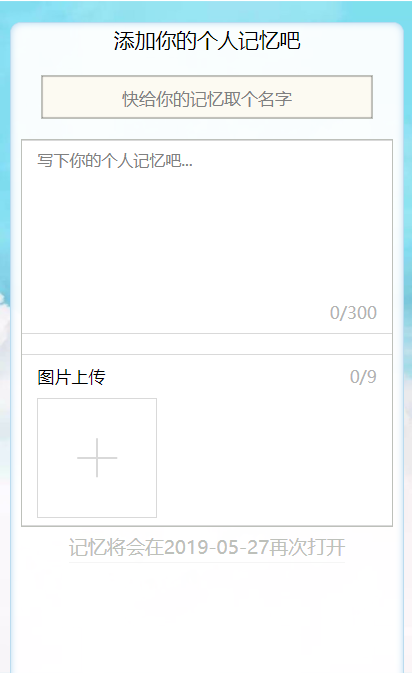 添加你的个人记忆吧
快给你的记忆取个名字
写下你的个人记忆吧...
0/300
图片上传 0/9
记忆将会在2019-05-27再次打开